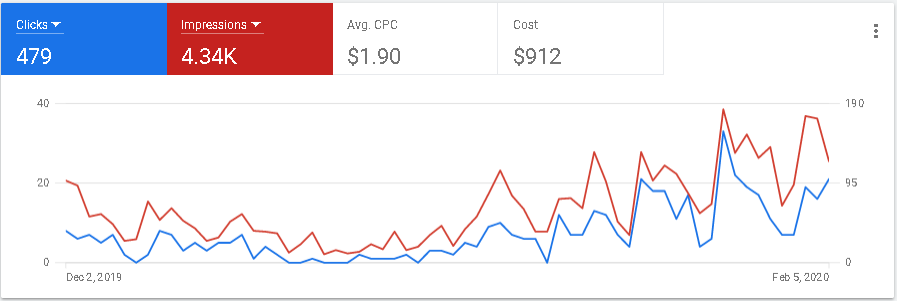 Clicks Impressions Avg. CPC Cost
479 4.34K $1.90 $912
40 190
20 95
0 0
Dec 2, 2019 Feb 5, 2020